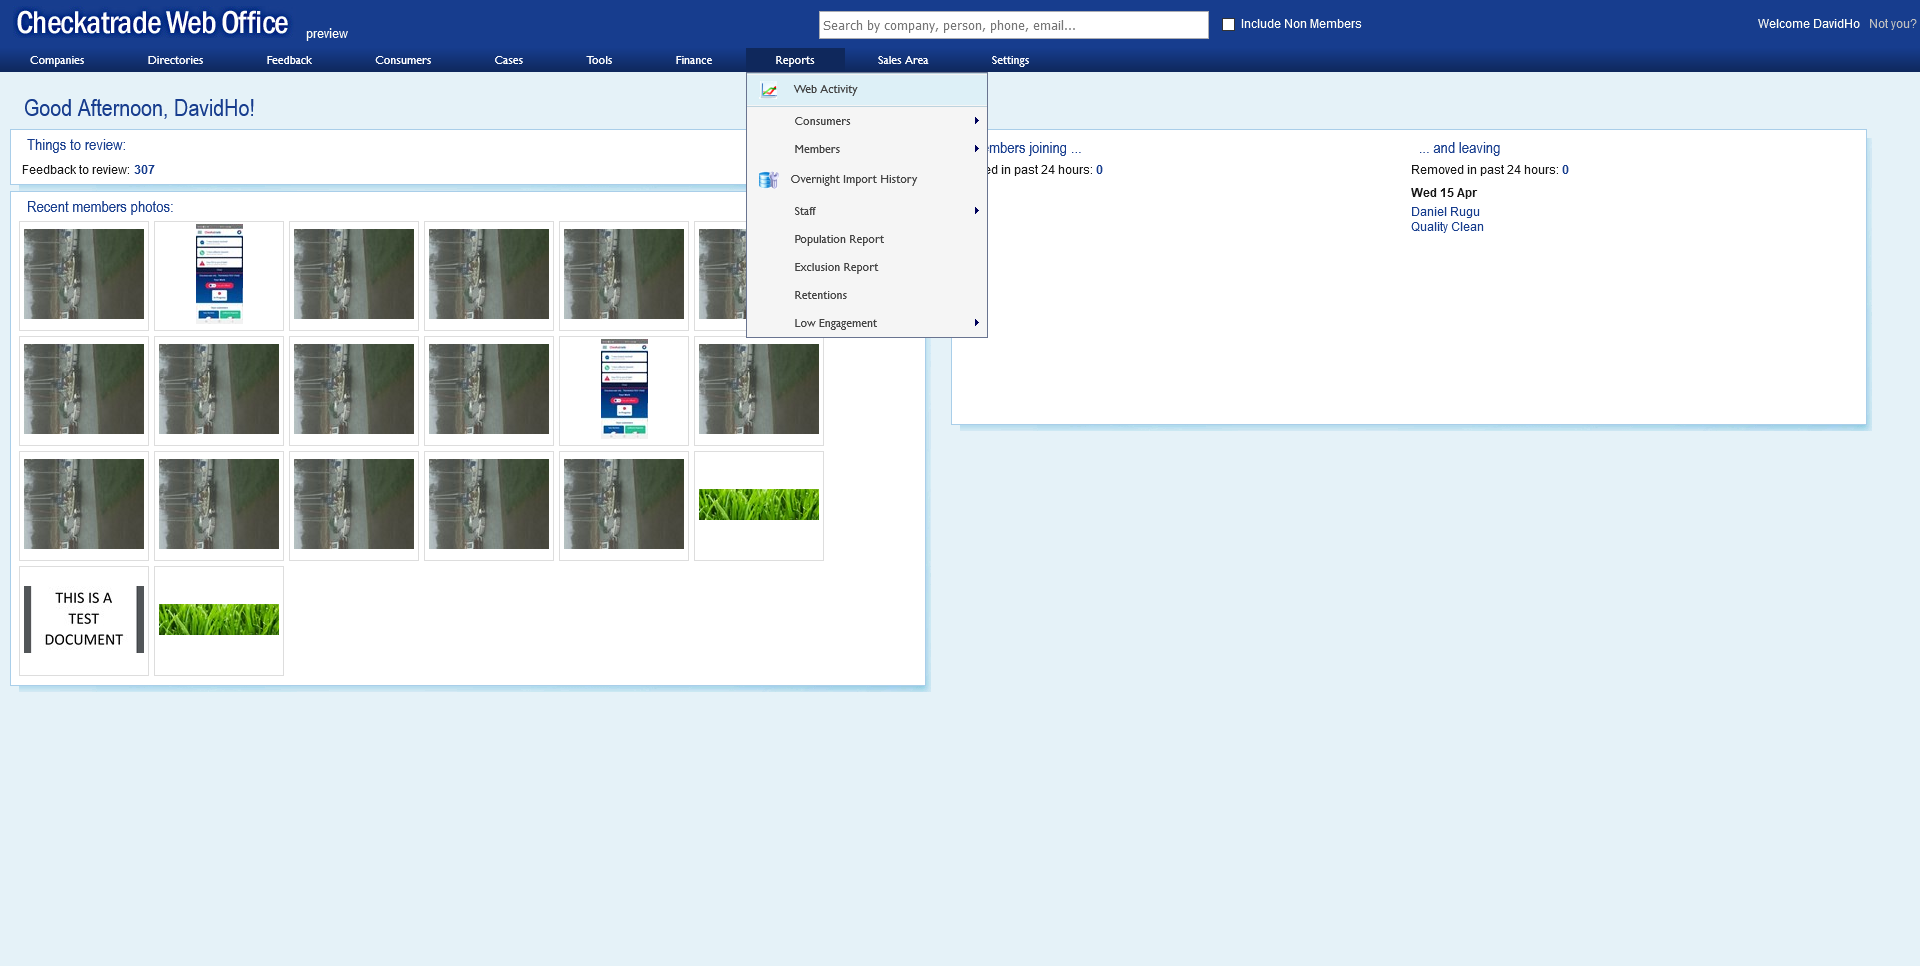 Checkatrade Web Office preview
Include Non Members
Search by company, person, phone, email...
Welcome DavidHo Not you?
Companies Directories Feedback Consumers Cases Tools Finance Reports Sales Area Settings
Good Afternoon, DavidHo!
Things to review:
Feedback to review: 307
Recent members photos:
THIS IS A
TEST
DOCUMENT
Web Activity
Consumers
Members
Overnight Import History
Staff
Population Report
Exclusion Report
Retentions
Low Engagement
joining ...
in past 24 hours: 0
... and leaving
Removed in past 24 hours: 0
Wed 15 Apr
Daniel Rugu
Quality Clean